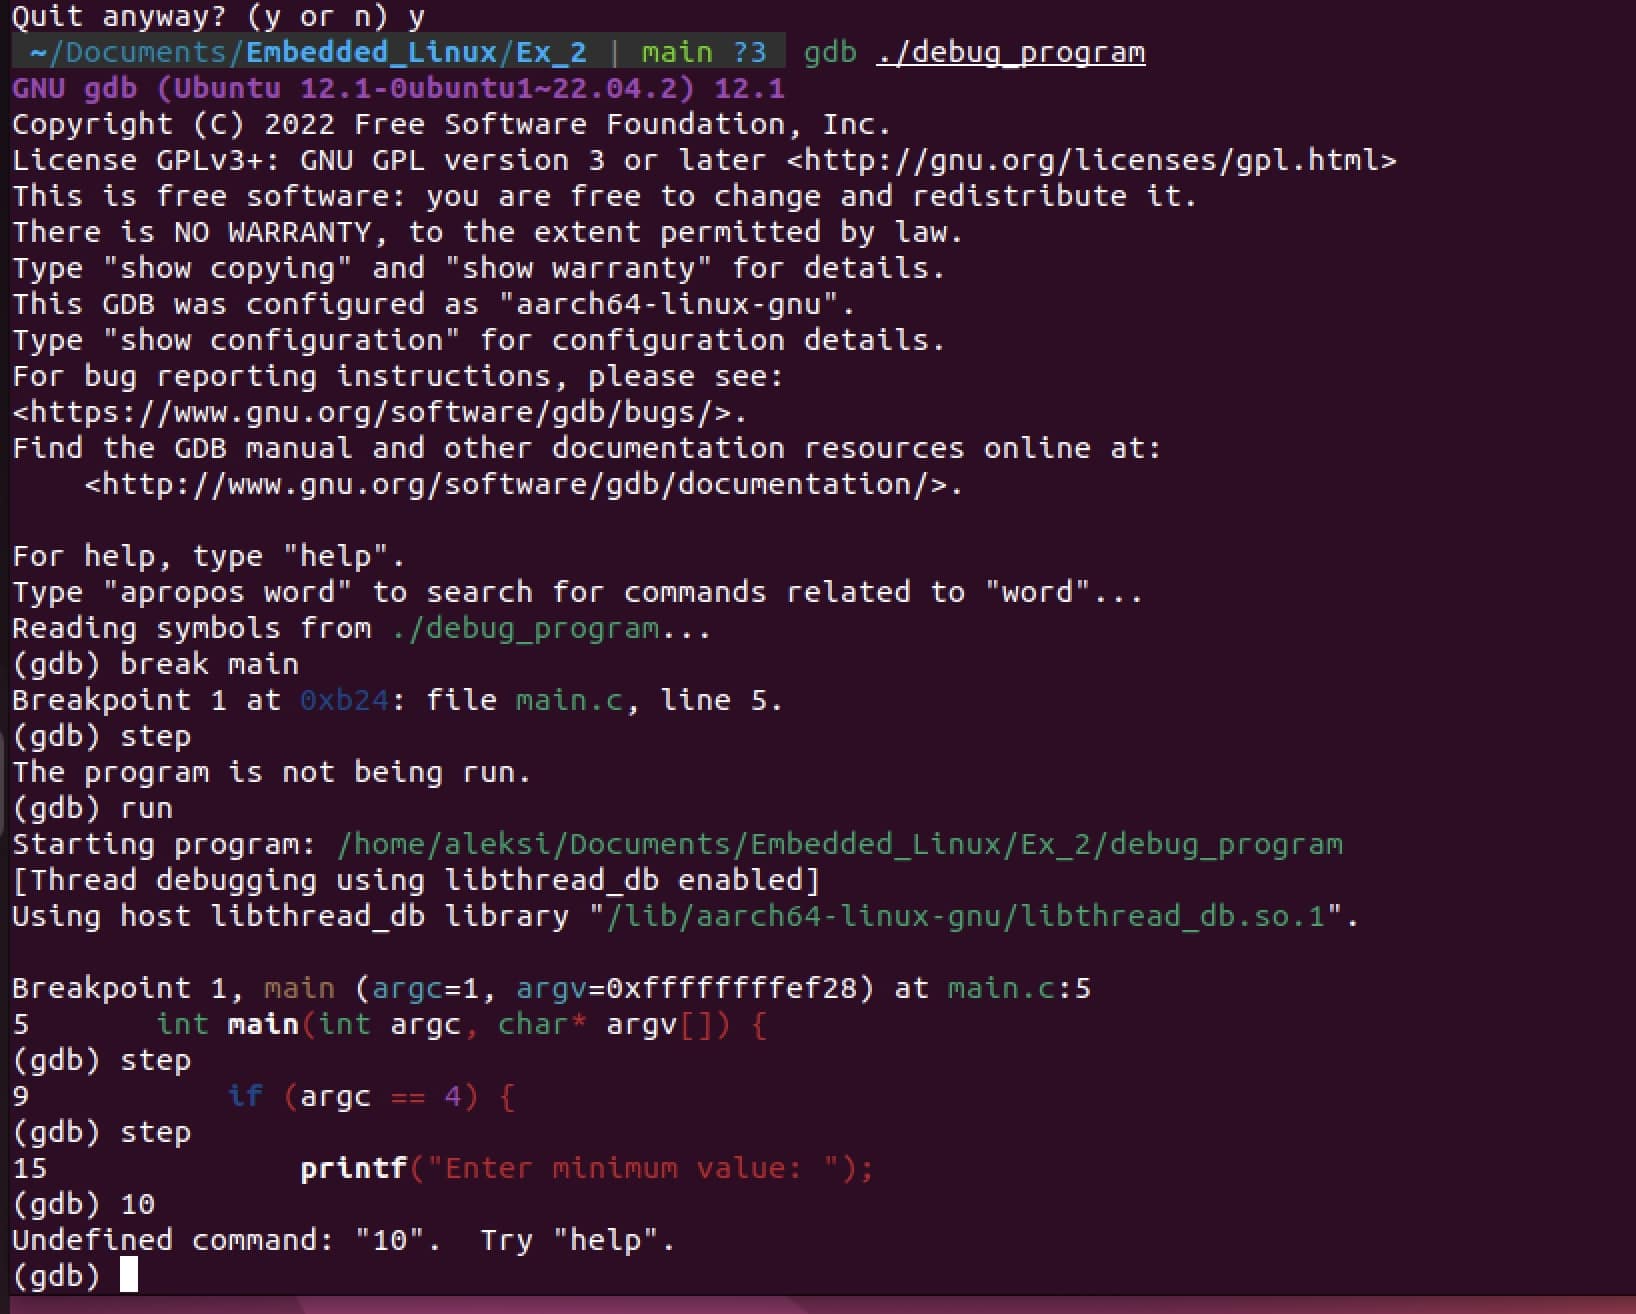 Quit anyway? (y or n) y
~/Documents/Embedded_Linux/Ex_2 | main ?3 gdb ./debug_program
GNU gdb (Ubuntu 12.1-0ubuntu1~22.04.2) 12.1
Copyright (C) 2022 Free Software Foundation, Inc.
License GPLv3+: GNU GPL version 3 or later <http://gnu.org/licenses/gpl.html>
This is free software: you are free to change and redistribute it.
There is NO WARRANTY, to the extent permitted by law.
Type "show copying" and "show warranty" for details.
This GDB was configured as "aarch64-linux-gnu".
Type "show configuration" for configuration details.
For bug reporting instructions, please see:
<https://www.gnu.org/software/gdb/bugs/>.
Find the GDB manual and other documentation resources online at:
    <http://www.gnu.org/software/gdb/documentation/>.

For help, type "help".
Type "apropos word" to search for commands related to "word"...
Reading symbols from ./debug_program...
(gdb) break main
Breakpoint 1 at 0xb24: file main.c, line 5.
(gdb) step
The program is not being run.
(gdb) run
Starting program: /home/aleksi/Documents/Embedded_Linux/Ex_2/debug_program
[Thread debugging using libthread_db enabled]
Using host libthread_db library "/lib/aarch64-linux-gnu/libthread_db.so.1".

Breakpoint 1, main (argc=1, argv=0xffffffffef28) at main.c:5
5       int main(int argc, char* argv[]) {
(gdb) step
9           if (argc == 4) {
(gdb) step
15              printf("Enter minimum value: ");
(gdb) 10
Undefined command: "10".  Try "help".
(gdb)